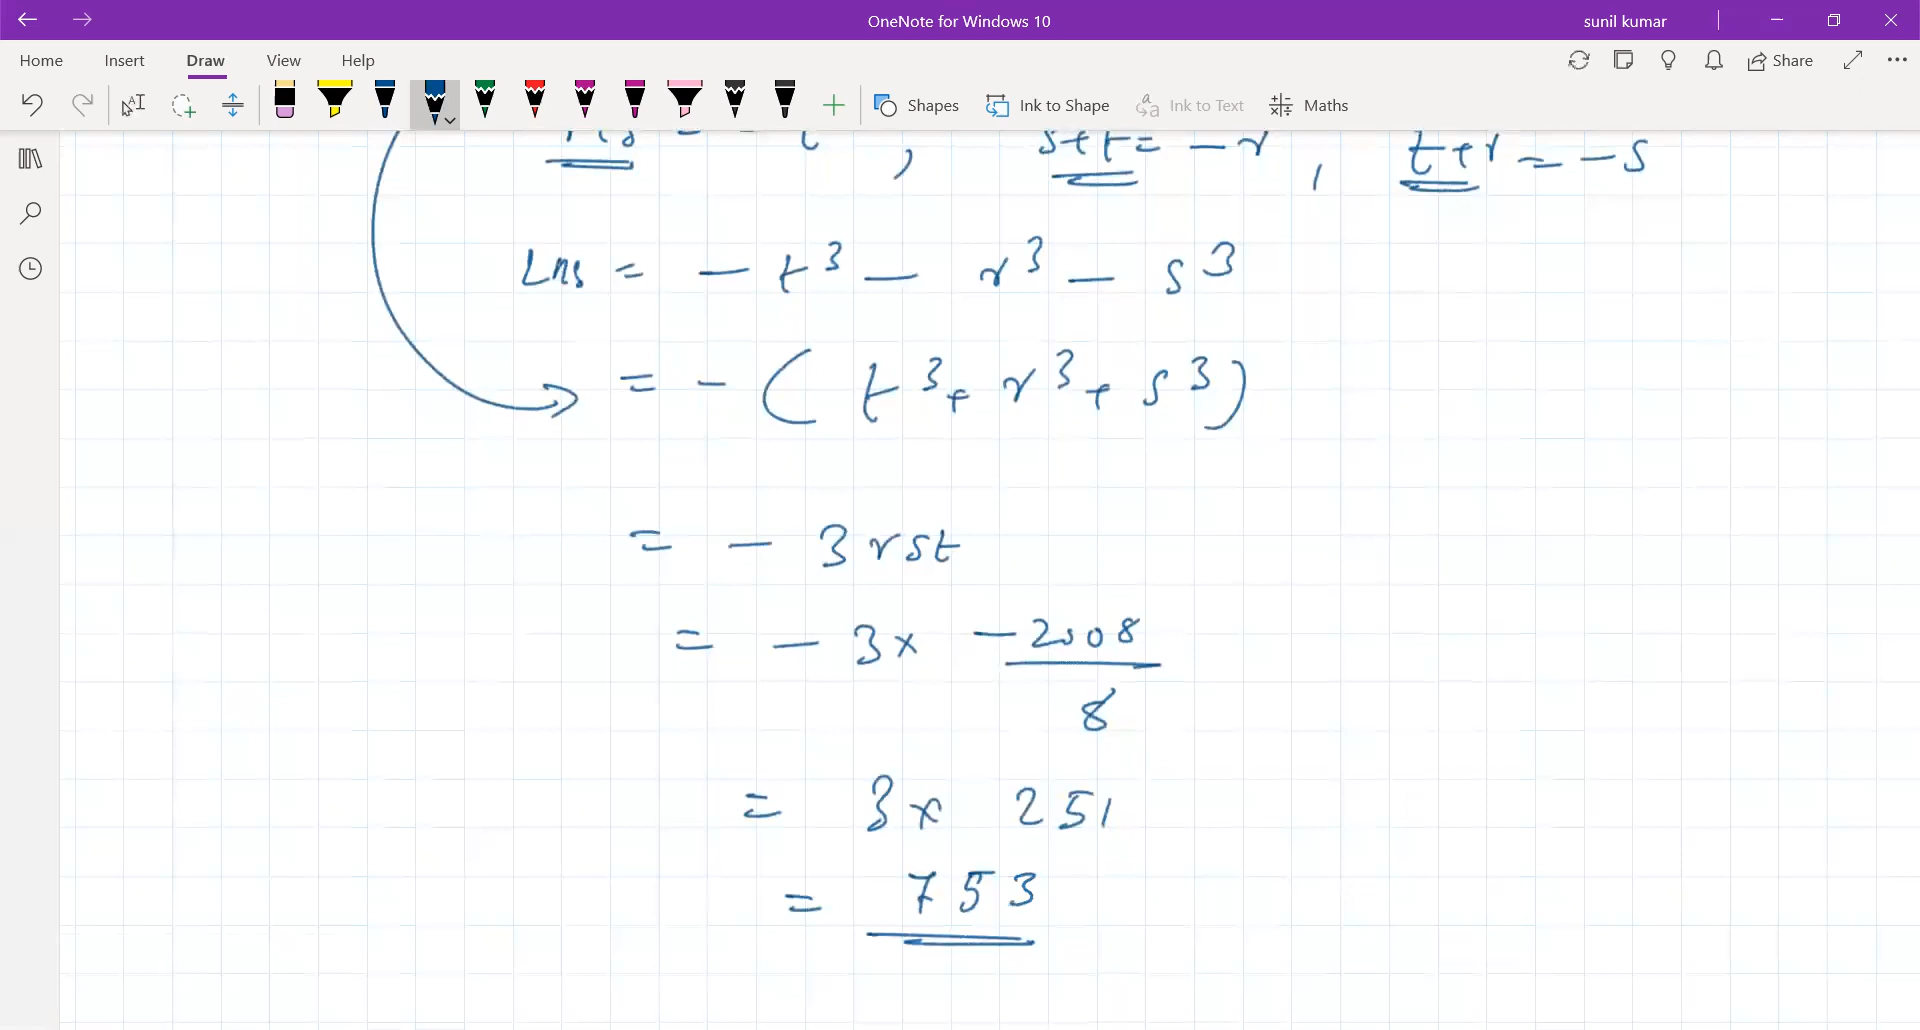 OneNote for Windows 10
sunil kumar
Home Insert Draw View Help
Share
Shapes Ink to Shape Ink to Text Maths
, s+t = -r , t+r = -s
LHS = - t³ - r³ - s³
= - ( t³ + r³ + s³ )
= - 3rst
= - 3 × -2008
8
= 3 × 251
= 753